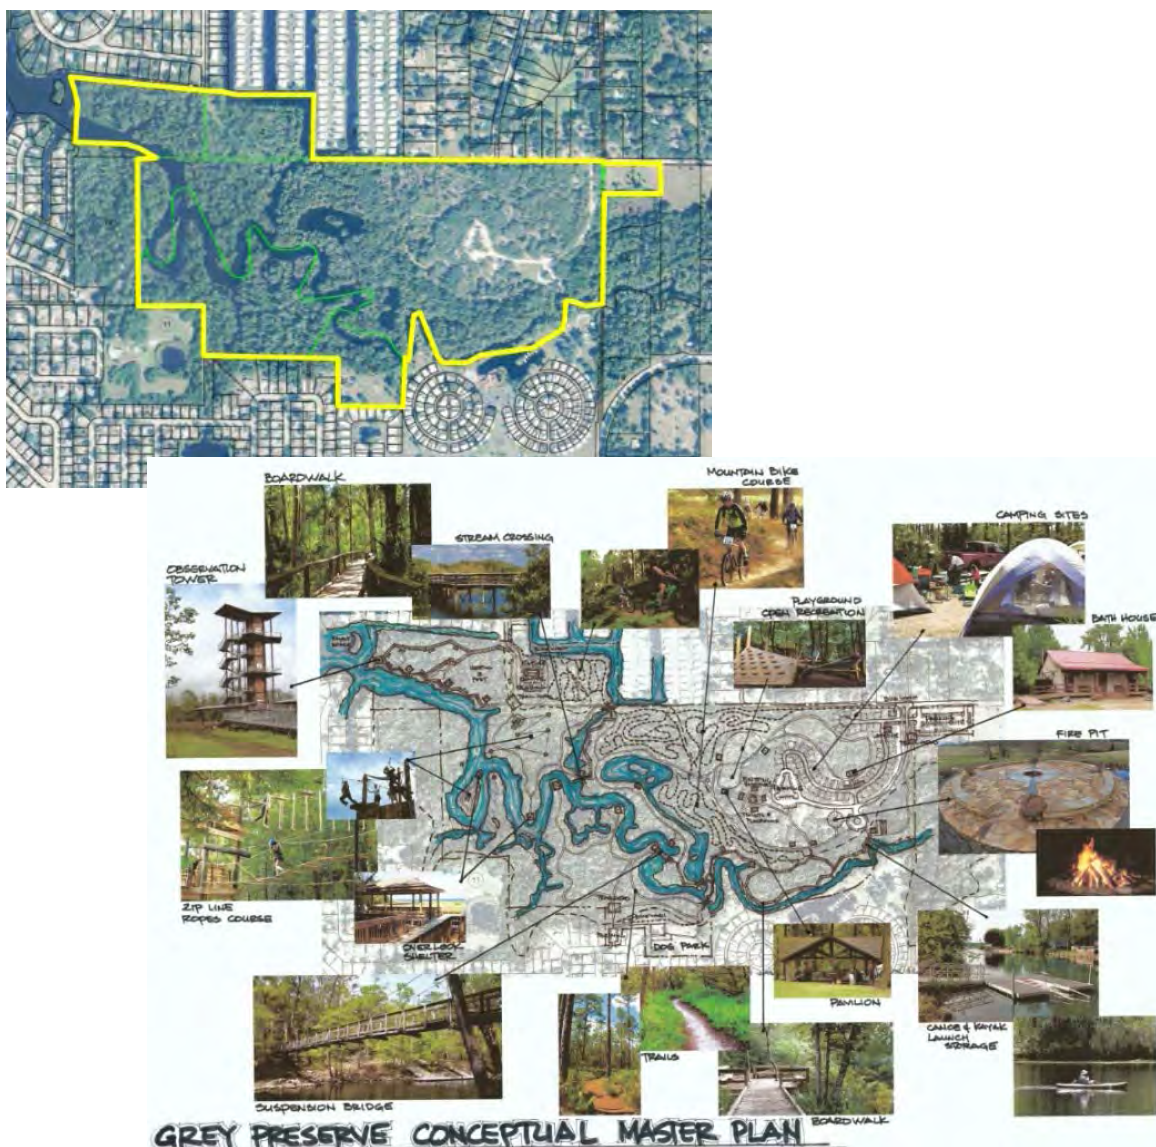 BOARDWALK
MOUNTAIN BIKE
COURSE
STREAM CROSSING
CAMPING SITES
OBSERVATION
TOWER
PLAYGROUND
OPEN RECREATION
BATH HOUSE
FIRE PIT
ZIP LINE
ROPES COURSE
OVERLOOK
SHELTER
DOG PARK
PAVILION
CANOE & KAYAK
LAUNCH
STORAGE
TRAILS
SUSPENSION BRIDGE
BOARDWALK
GREY PRESERVE CONCEPTUAL MASTER PLAN